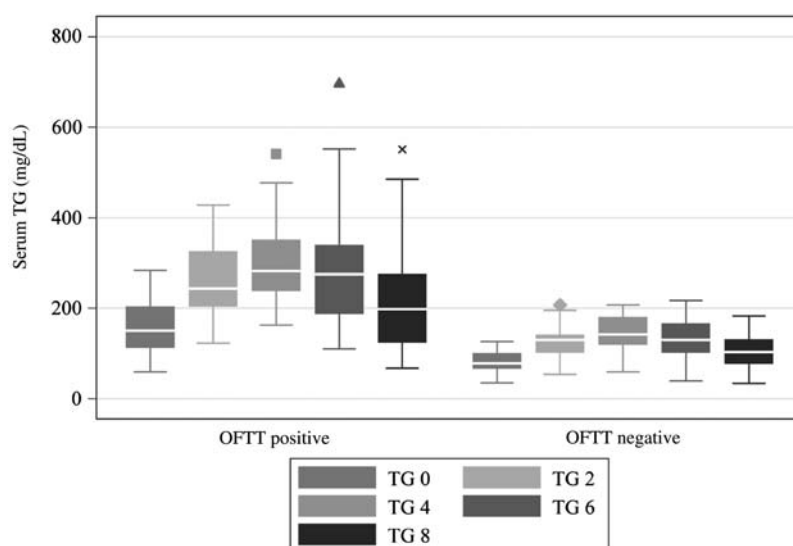 800
600
400
200
0
Serum TG (mg/dL)
OFTT positive OFTT negative
TG 0 TG 2
TG 4 TG 6
TG 8